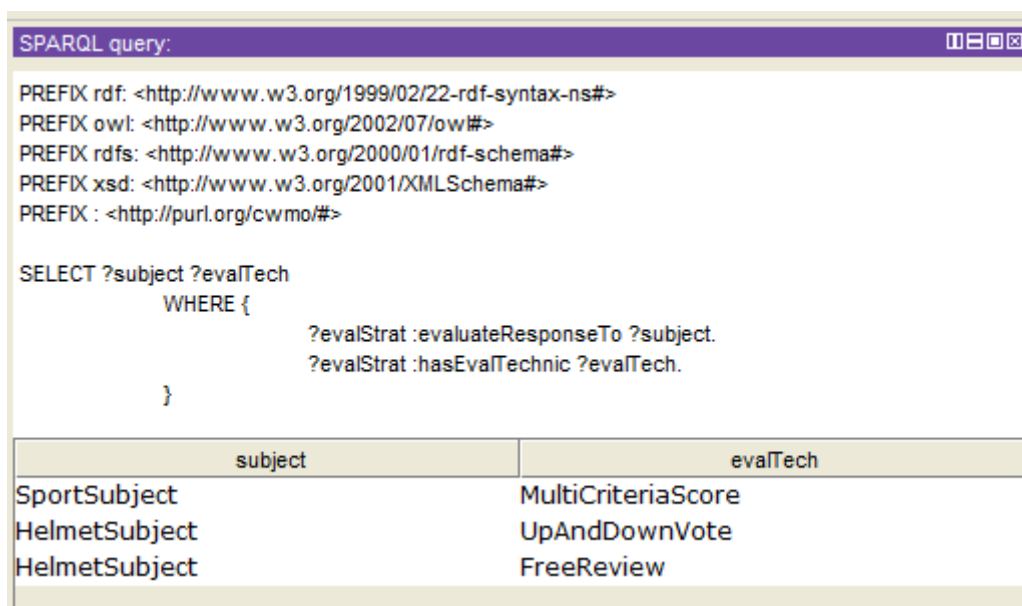 SPARQL query:
PREFIX rdf: <http://www.w3.org/1999/02/22-rdf-syntax-ns#>
PREFIX owl: <http://www.w3.org/2002/07/owl#>
PREFIX rdfs: <http://www.w3.org/2000/01/rdf-schema#>
PREFIX xsd: <http://www.w3.org/2001/XMLSchema#>
PREFIX : <http://purl.org/cwmo/#>
SELECT ?subject ?evalTech
WHERE {
?evalStrat :evaluateResponseTo ?subject.
?evalStrat :hasEvalTechnic ?evalTech.
}
subject evalTech
SportSubject MultiCriteriaScore
HelmetSubject UpAndDownVote
HelmetSubject FreeReview